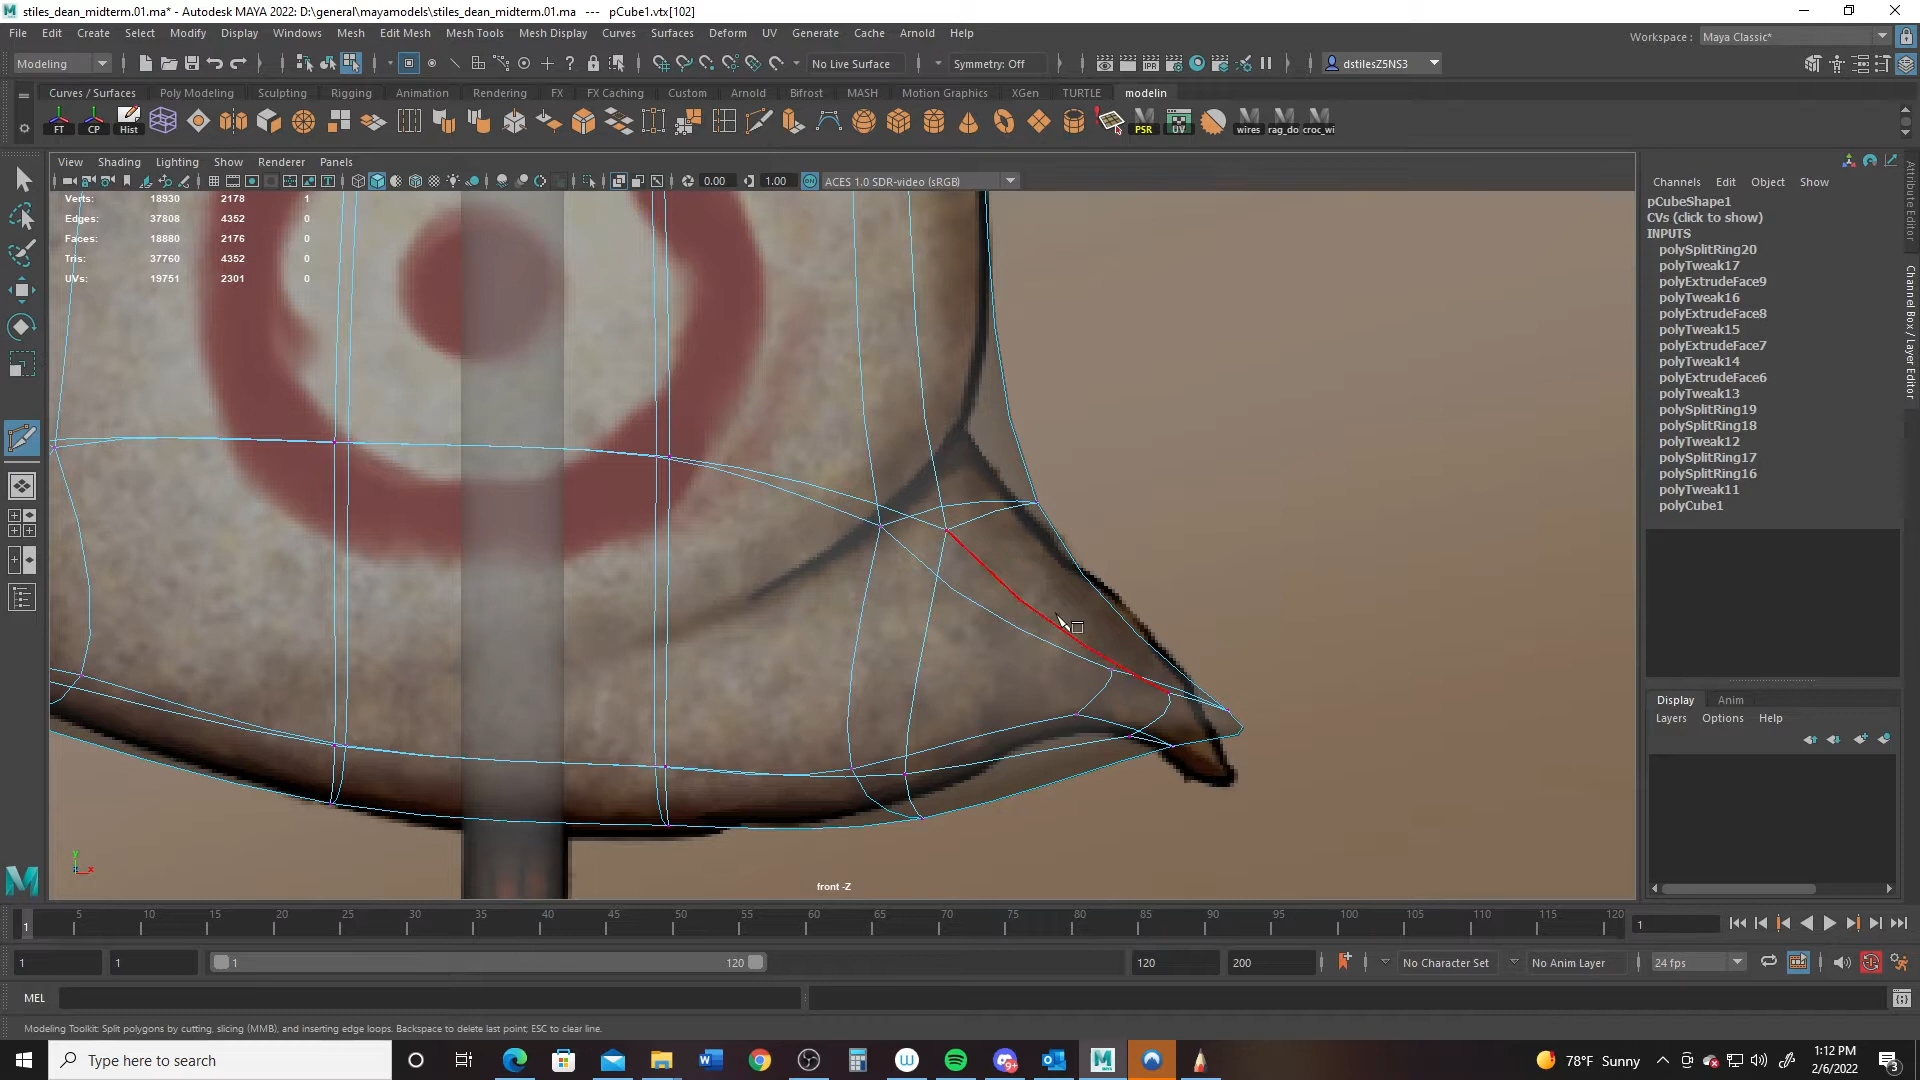 stiles_dean_midterm.01.ma* - Autodesk MAYA 2022: D:\general\mayamodels\stiles_dean_midterm.01.ma   ---   pCube1.vtx[102]
File Edit Create Select Modify Display Windows Mesh Edit Mesh Mesh Tools Mesh Display Curves Surfaces Deform UV Generate Cache Arnold Help
Workspace : Maya Classic*
Modeling No Live Surface Symmetry: Off dstilesZ5NS3
Curves / Surfaces Poly Modeling Sculpting Rigging Animation Rendering FX FX Caching Custom Arnold Bifrost MASH Motion Graphics XGen TURTLE modelin
FT CP Hist PSR UV wires rag_do croc_wi
View Shading Lighting Show Renderer Panels
0.00 1.00 ACES 1.0 SDR-video (sRGB)
Verts: 18930 2178 1
Edges: 37808 4352 0
Faces: 18880 2176 0
Tris: 37760 4352 0
UVs: 19751 2301 0
y
z x
front -Z
Channels Edit Object Show
pCubeShape1
CVs (click to show)
INPUTS
polySplitRing20
polyTweak17
polyExtrudeFace9
polyTweak16
polyExtrudeFace8
polyTweak15
polyExtrudeFace7
polyTweak14
polyExtrudeFace6
polyTweak13
polySplitRing19
polySplitRing18
polyTweak12
polySplitRing17
polySplitRing16
polyTweak11
polyCube1
Attribute Editor
Channel Box / Layer Editor
Display Anim
Layers Options Help
1 5 10 15 20 25 30 35 40 45 50 55 60 65 70 75 80 85 90 95 100 105 110 115 120
1
1 1 1 120 120 200 No Character Set No Anim Layer 24 fps
MEL
Modeling Toolkit: Split polygons by cutting, slicing (MMB), and inserting edge loops. Backspace to delete last point; ESC to clear line.
Type here to search
9+
78°F Sunny
1:12 PM
2/6/2022
3